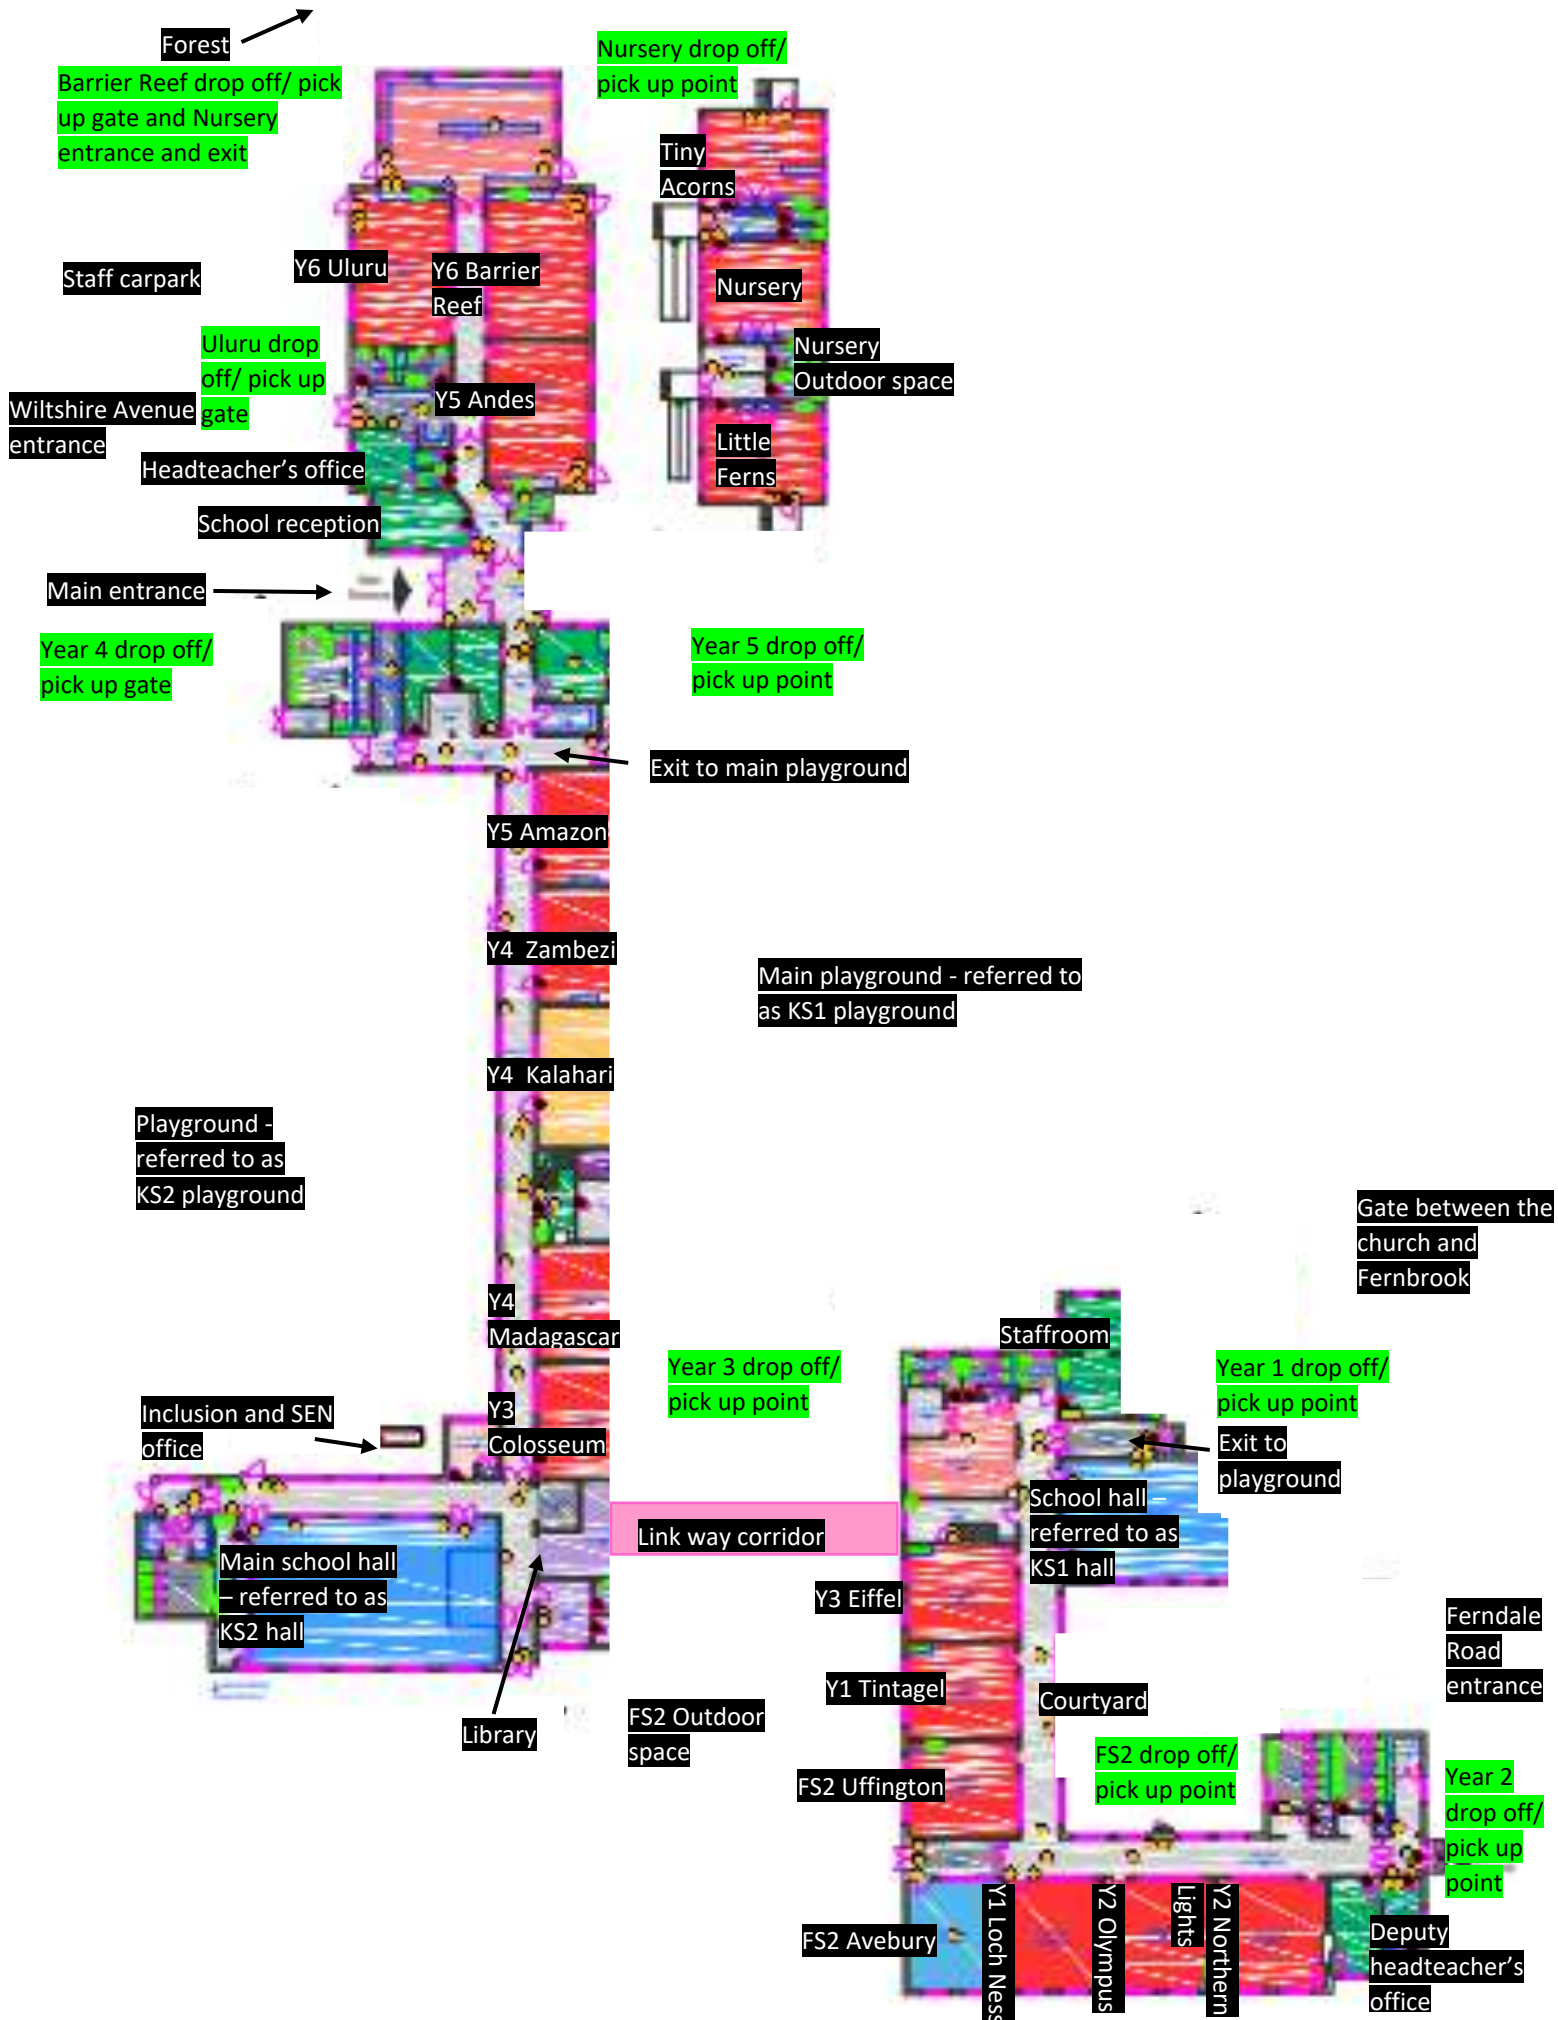 Forest
Barrier Reef drop off/ pick
up gate and Nursery
entrance and exit
Nursery drop off/
pick up point
Tiny
Acorns
Staff carpark
Y6 Uluru
Y6 Barrier
Reef
Nursery
Uluru drop
off/ pick up
gate
Nursery
Outdoor space
Wiltshire Avenue
entrance
Y5 Andes
Little
Ferns
Headteacher’s office
School reception
Main entrance
Year 4 drop off/
pick up gate
Year 5 drop off/
pick up point
Exit to main playground
Y5 Amazon
Y4 Zambezi
Main playground - referred to
as KS1 playground
Y4 Kalahari
Playground -
referred to as
KS2 playground
Gate between the
church and
Fernbrook
Y4
Madagascar
Staffroom
Year 3 drop off/
pick up point
Year 1 drop off/
pick up point
Inclusion and SEN
office
Y3
Colosseum
Exit to
playground
School hall –
referred to as
KS1 hall
Link way corridor
Main school hall
– referred to as
KS2 hall
Y3 Eiffel
Ferndale
Road
entrance
Y1 Tintagel
Courtyard
Library
FS2 Outdoor
space
FS2 drop off/
pick up point
FS2 Uffington
Year 2
drop off/
pick up
point
FS2 Avebury
Y1 Loch Ness
Y2 Olympus
Y2 Northern
Lights
Deputy
headteacher’s
office